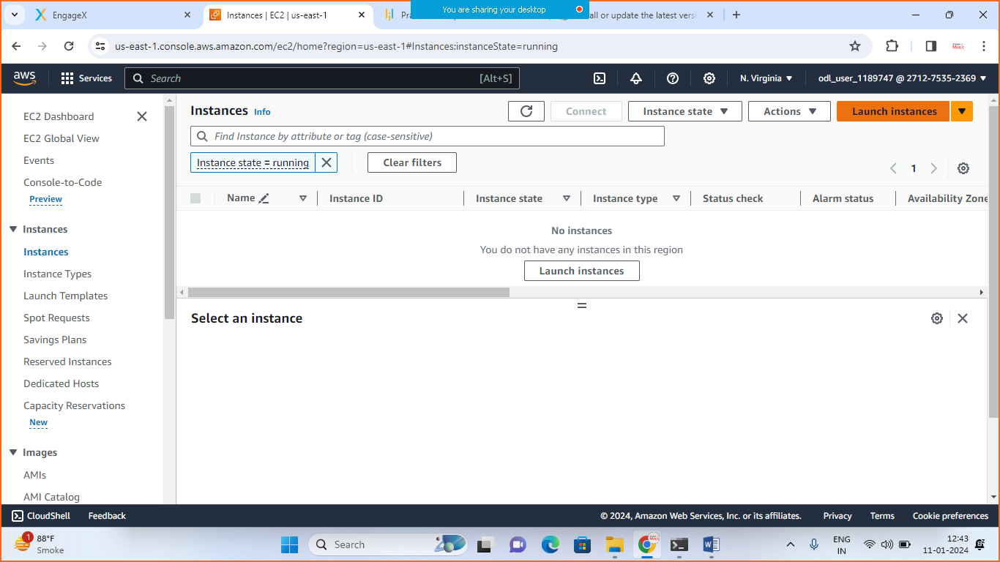 EngageX
Instances | EC2 | us-east-1
You are sharing your desktop
all or update the latest versi
us-east-1.console.aws.amazon.com/ec2/home?region=us-east-1#Instances:instanceState=running
aws
Services
Search
[Alt+S]
N. Virginia
odl_user_1189747 @ 2712-7535-2369
EC2 Dashboard
EC2 Global View
Events
Console-to-Code
Preview
Instances
Instances
Instance Types
Launch Templates
Spot Requests
Savings Plans
Reserved Instances
Dedicated Hosts
Capacity Reservations
New
Images
AMIs
AMI Catalog
Instances Info
Connect
Instance state
Actions
Launch instances
Find Instance by attribute or tag (case-sensitive)
Instance state = running
Clear filters
1
Name
Instance ID
Instance state
Instance type
Status check
Alarm status
Availability Zone
No instances
You do not have any instances in this region
Launch instances
Select an instance
CloudShell
Feedback
© 2024, Amazon Web Services, Inc. or its affiliates.
Privacy
Terms
Cookie preferences
1
88°F
Smoke
Search
ENG
IN
12:43
11-01-2024